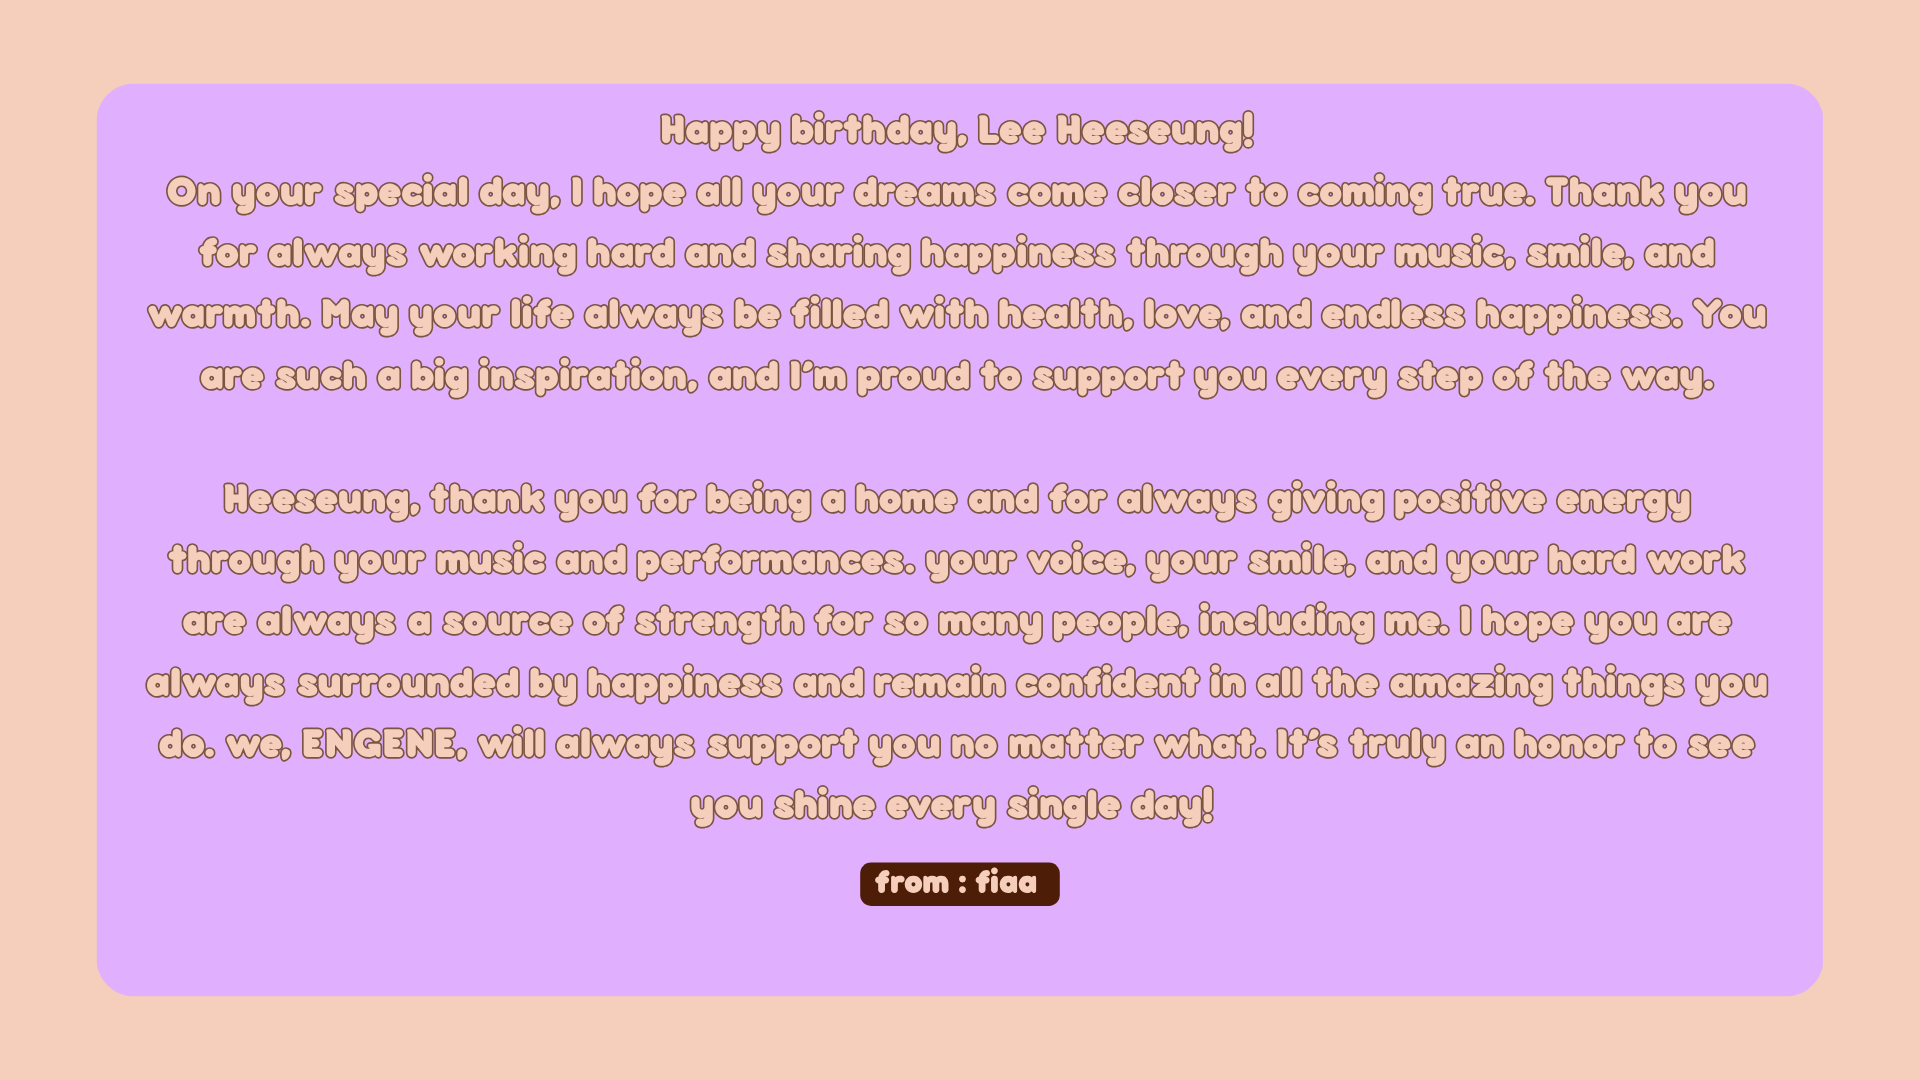 Happy birthday, Lee Heeseung!
On your special day, I hope all your dreams come closer to coming true. Thank you
for always working hard and sharing happiness through your music, smile, and
warmth. May your life always be filled with health, love, and endless happiness. You
are such a big inspiration, and I'm proud to support you every step of the way.
Heeseung, thank you for being a home and for always giving positive energy
through your music and performances. your voice, your smile, and your hard work
are always a source of strength for so many people, including me. I hope you are
always surrounded by happiness and remain confident in all the amazing things you
do. we, ENGENE, will always support you no matter what. It's truly an honor to see
you shine every single day!
from : fiaa